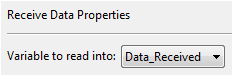 Receive Data Properties
Variable to read into: Data_Received